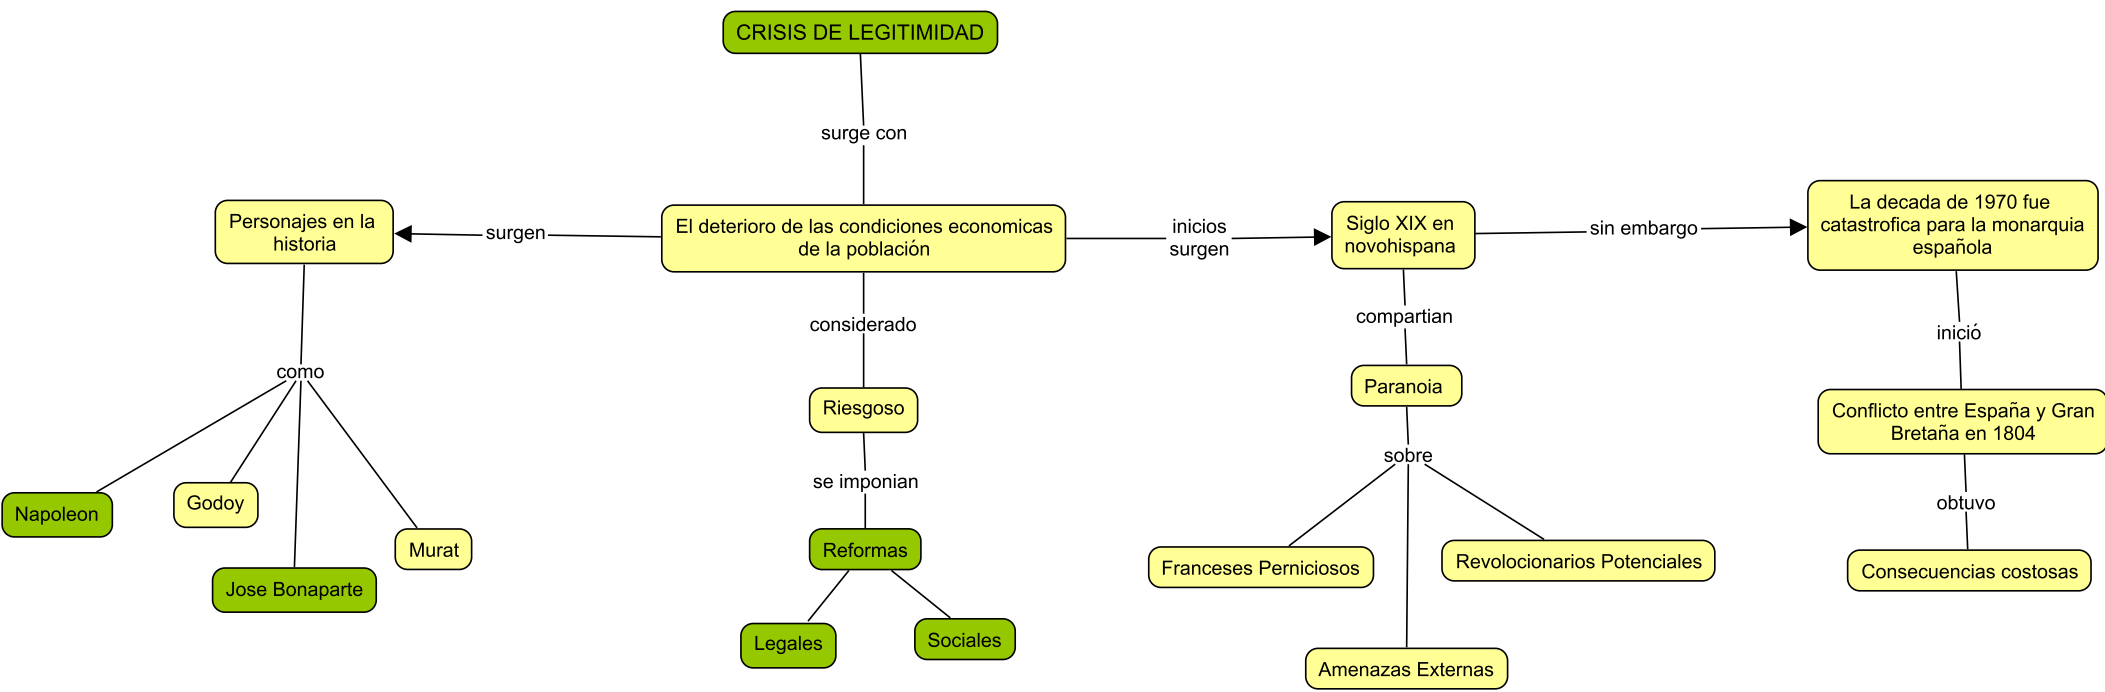 CRISIS DE LEGITIMIDAD
surge con
Personajes en la
historia
surgen
El deterioro de las condiciones economicas
de la población
inicios
surgen
Siglo XIX en
novohispana
sin embargo
La decada de 1970 fue
catastrofica para la monarquia
española
como
considerado
compartian
inició
Riesgoso
Paranoia
Conflicto entre España y Gran
Bretaña en 1804
se imponian
sobre
obtuvo
Napoleon
Godoy
Jose Bonaparte
Murat
Reformas
Legales
Sociales
Franceses Perniciosos
Amenazas Externas
Revolocionarios Potenciales
Consecuencias costosas